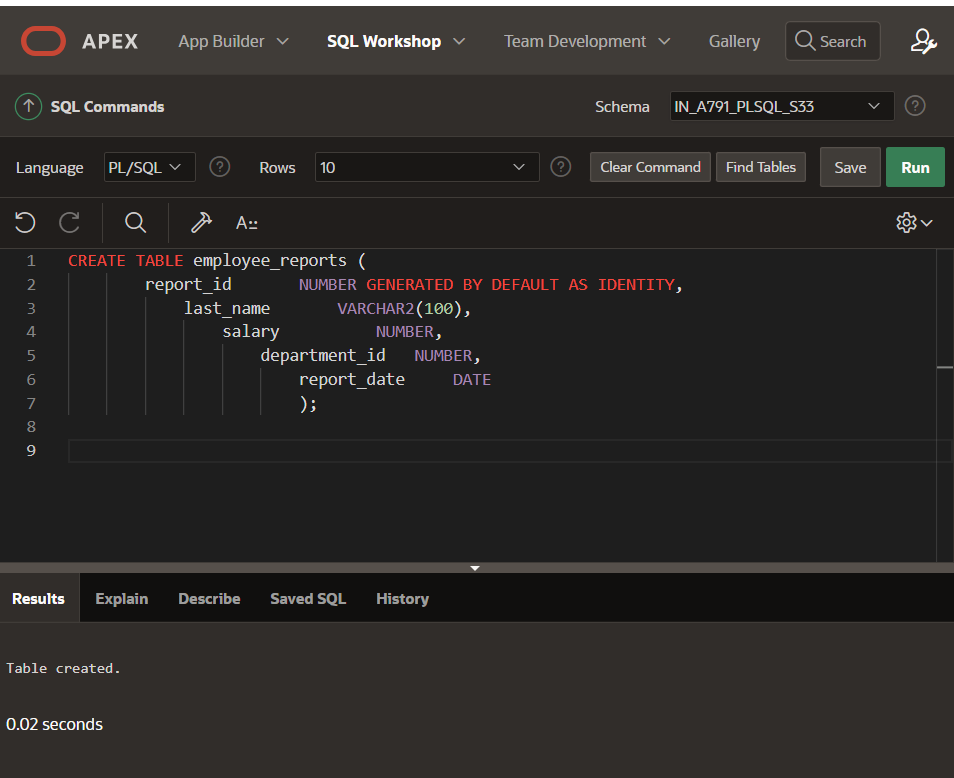 APEX App Builder SQL Workshop Team Development Gallery Search
SQL Commands Schema IN_A791_PLSQL_S33 ?
Language PL/SQL ? Rows 10 ? Clear Command Find Tables Save Run
A::
1 CREATE TABLE employee_reports (
2 report_id NUMBER GENERATED BY DEFAULT AS IDENTITY,
3 last_name VARCHAR2(100),
4 salary NUMBER,
5 department_id NUMBER,
6 report_date DATE
7 );
8
9
Results Explain Describe Saved SQL History
Table created.
0.02 seconds